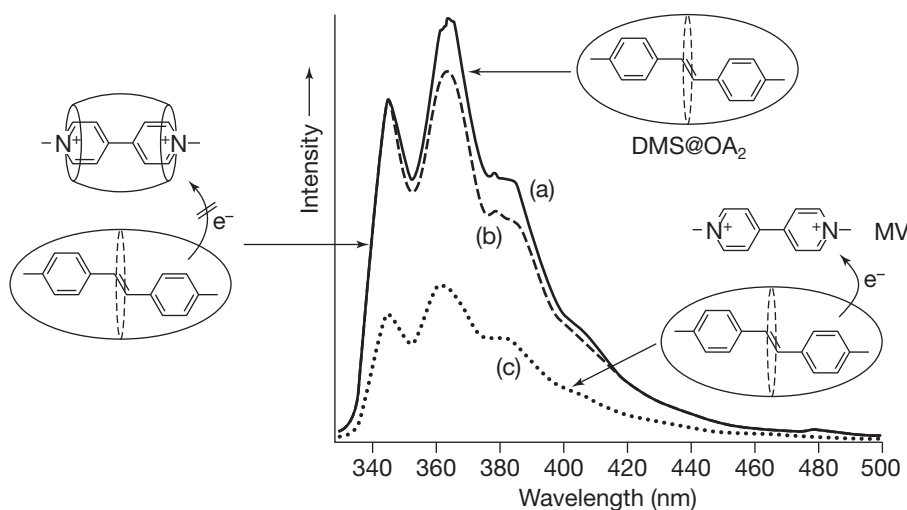 Intensity
DMS@OA₂
(a)
(b)
(c)
N
+
+
N
e⁻
N
+
+
N
MV
e⁻
340 360 380 400 420 440 460 480 500
Wavelength (nm)